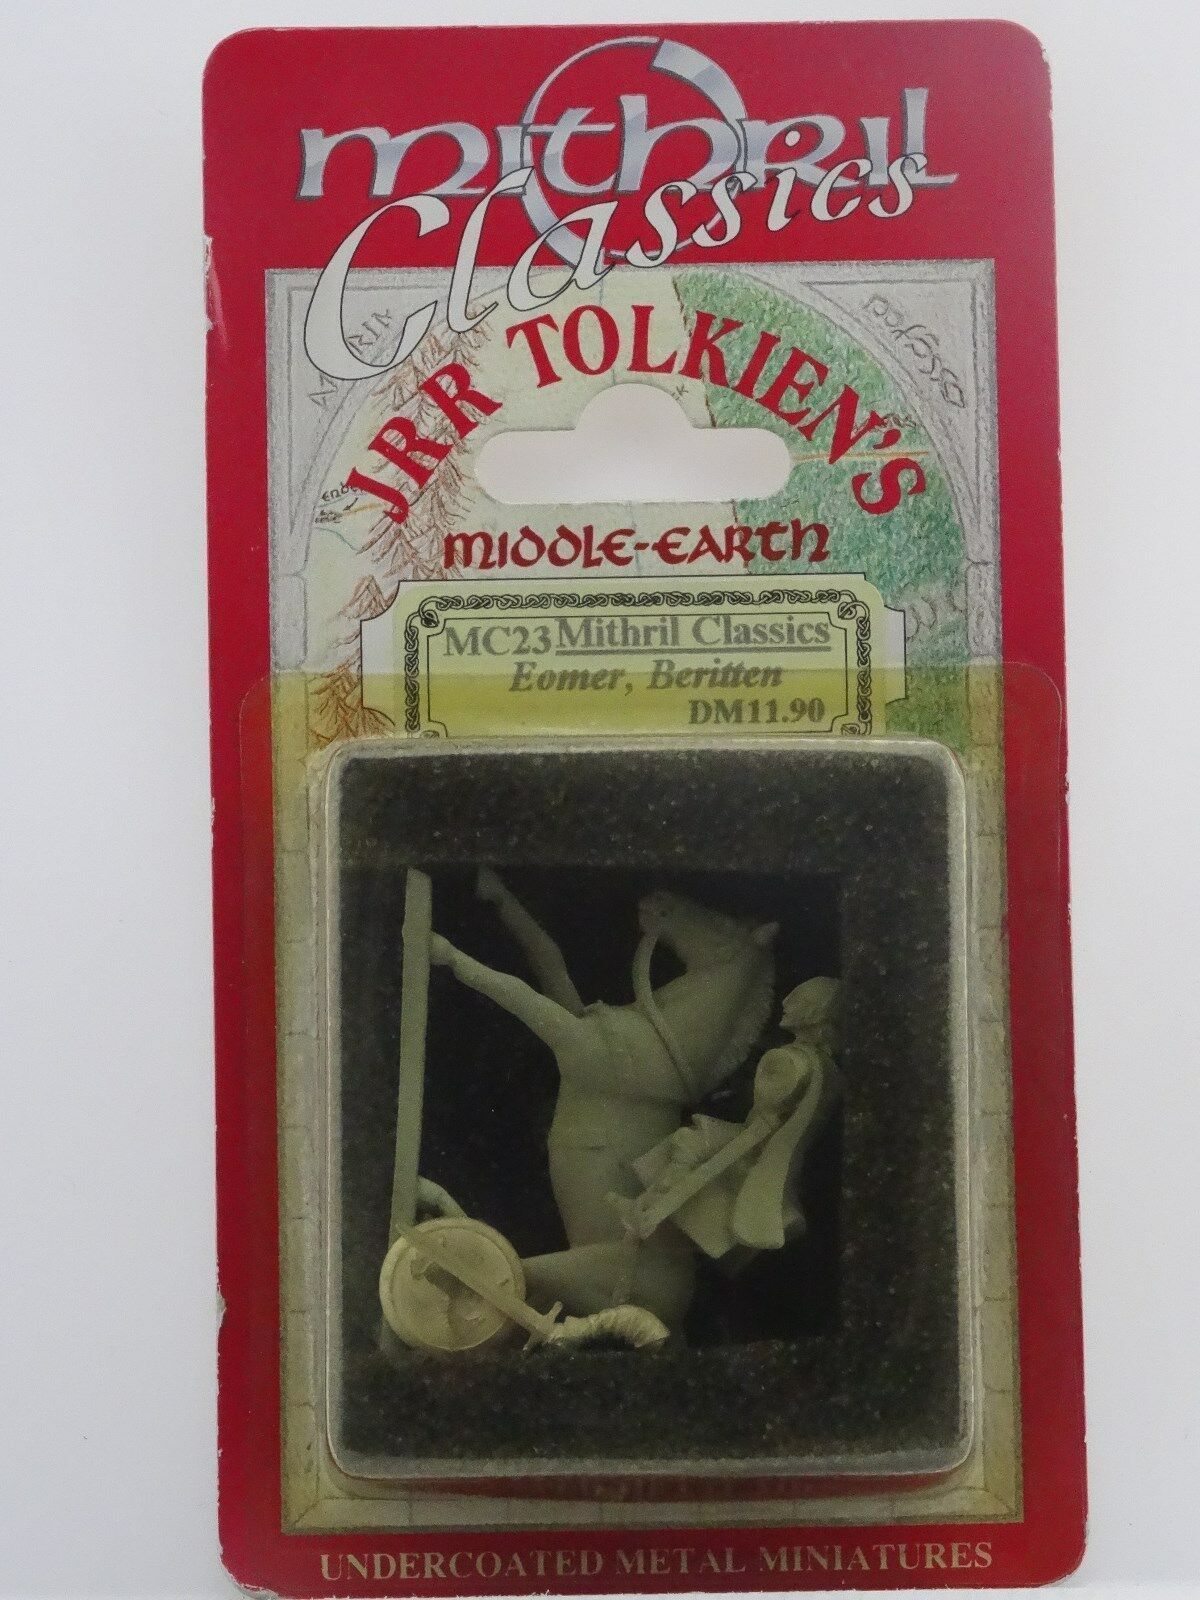 mithril
Classics
JRR TOLKIEN'S
MIDDLE-EARTH
MC23 Mithril Classics
Eomer, Beritten
DM11.90
UNDERCOATED METAL MINIATURES